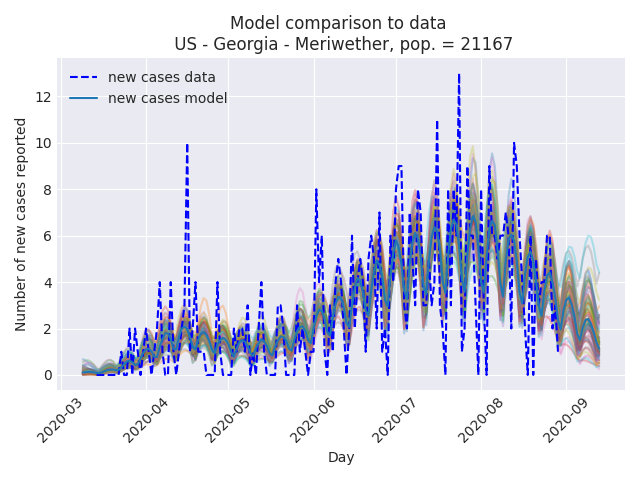 Model comparison to data
US - Georgia - Meriwether, pop. = 21167
new cases data
new cases model
Number of new cases reported
12
10
8
6
4
2
0
2020-03
2020-04
2020-05
2020-06
2020-07
2020-08
2020-09
Day